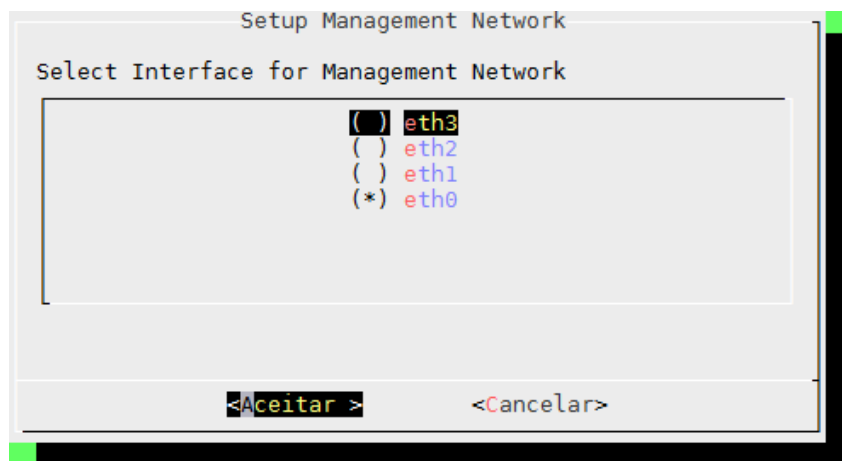 Setup Management Network
Select Interface for Management Network
( ) eth3
( ) eth2
( ) eth1
(*) eth0
<Aceitar > <Cancelar>